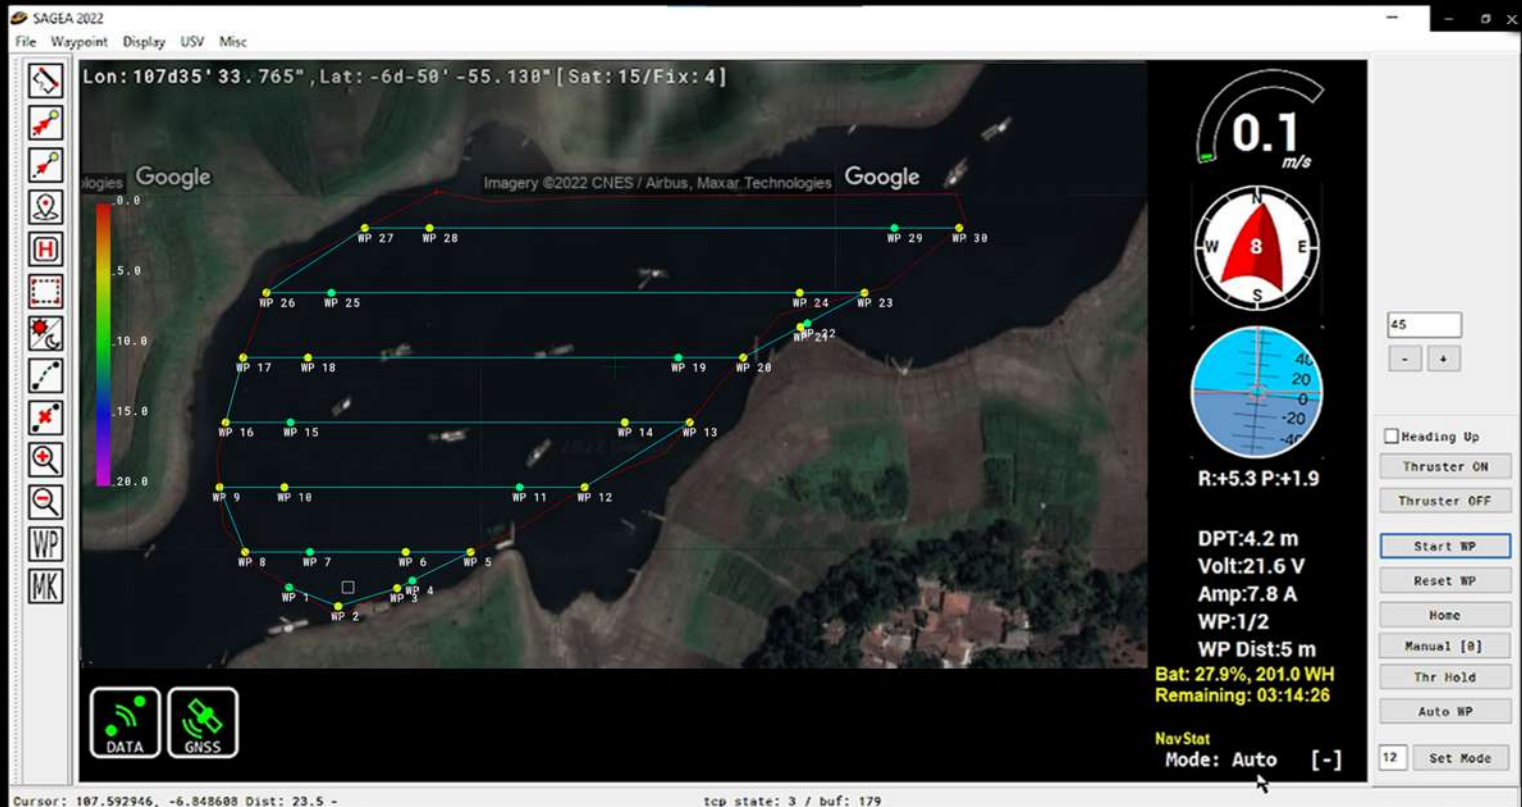 SAGEA 2022
File Waypoint Display USV Misc
Lon:107d35'33.765",Lat:-6d-50'-55.130"[Sat:15/Fix:4]
ologies Google
Imagery ©2022 CNES / Airbus, Maxar Technologies Google
0.0
5.0
10.0
15.0
20.0
WP 27 WP 28 WP 29 WP 30
WP 26 WP 25 WP 24 WP 23
WP 22
WP 21
WP 17 WP 18 WP 19 WP 20
WP 16 WP 15 WP 14 WP 13
WP 9 WP 10 WP 11 WP 12
WP 8 WP 7 WP 6 WP 5
WP 1 WP 3 WP 4
WP 2
H
WP
MK
0.1
m/s
N
W 8 E
S
40
20
0
-20
-40
R:+5.3 P:+1.9
DPT:4.2 m
Volt:21.6 V
Amp:7.8 A
WP:1/2
WP Dist:5 m
Bat: 27.9%, 201.0 WH
Remaining: 03:14:26
NavStat
Mode: Auto [-]
45
- +
Heading Up
Thruster ON
Thruster OFF
Start WP
Reset WP
Home
Manual [0]
Thr Hold
Auto WP
12 Set Mode
DATA GNSS
Cursor: 107.592946, -6.848608 Dist: 23.5 -
tcp state: 3 / buf: 179